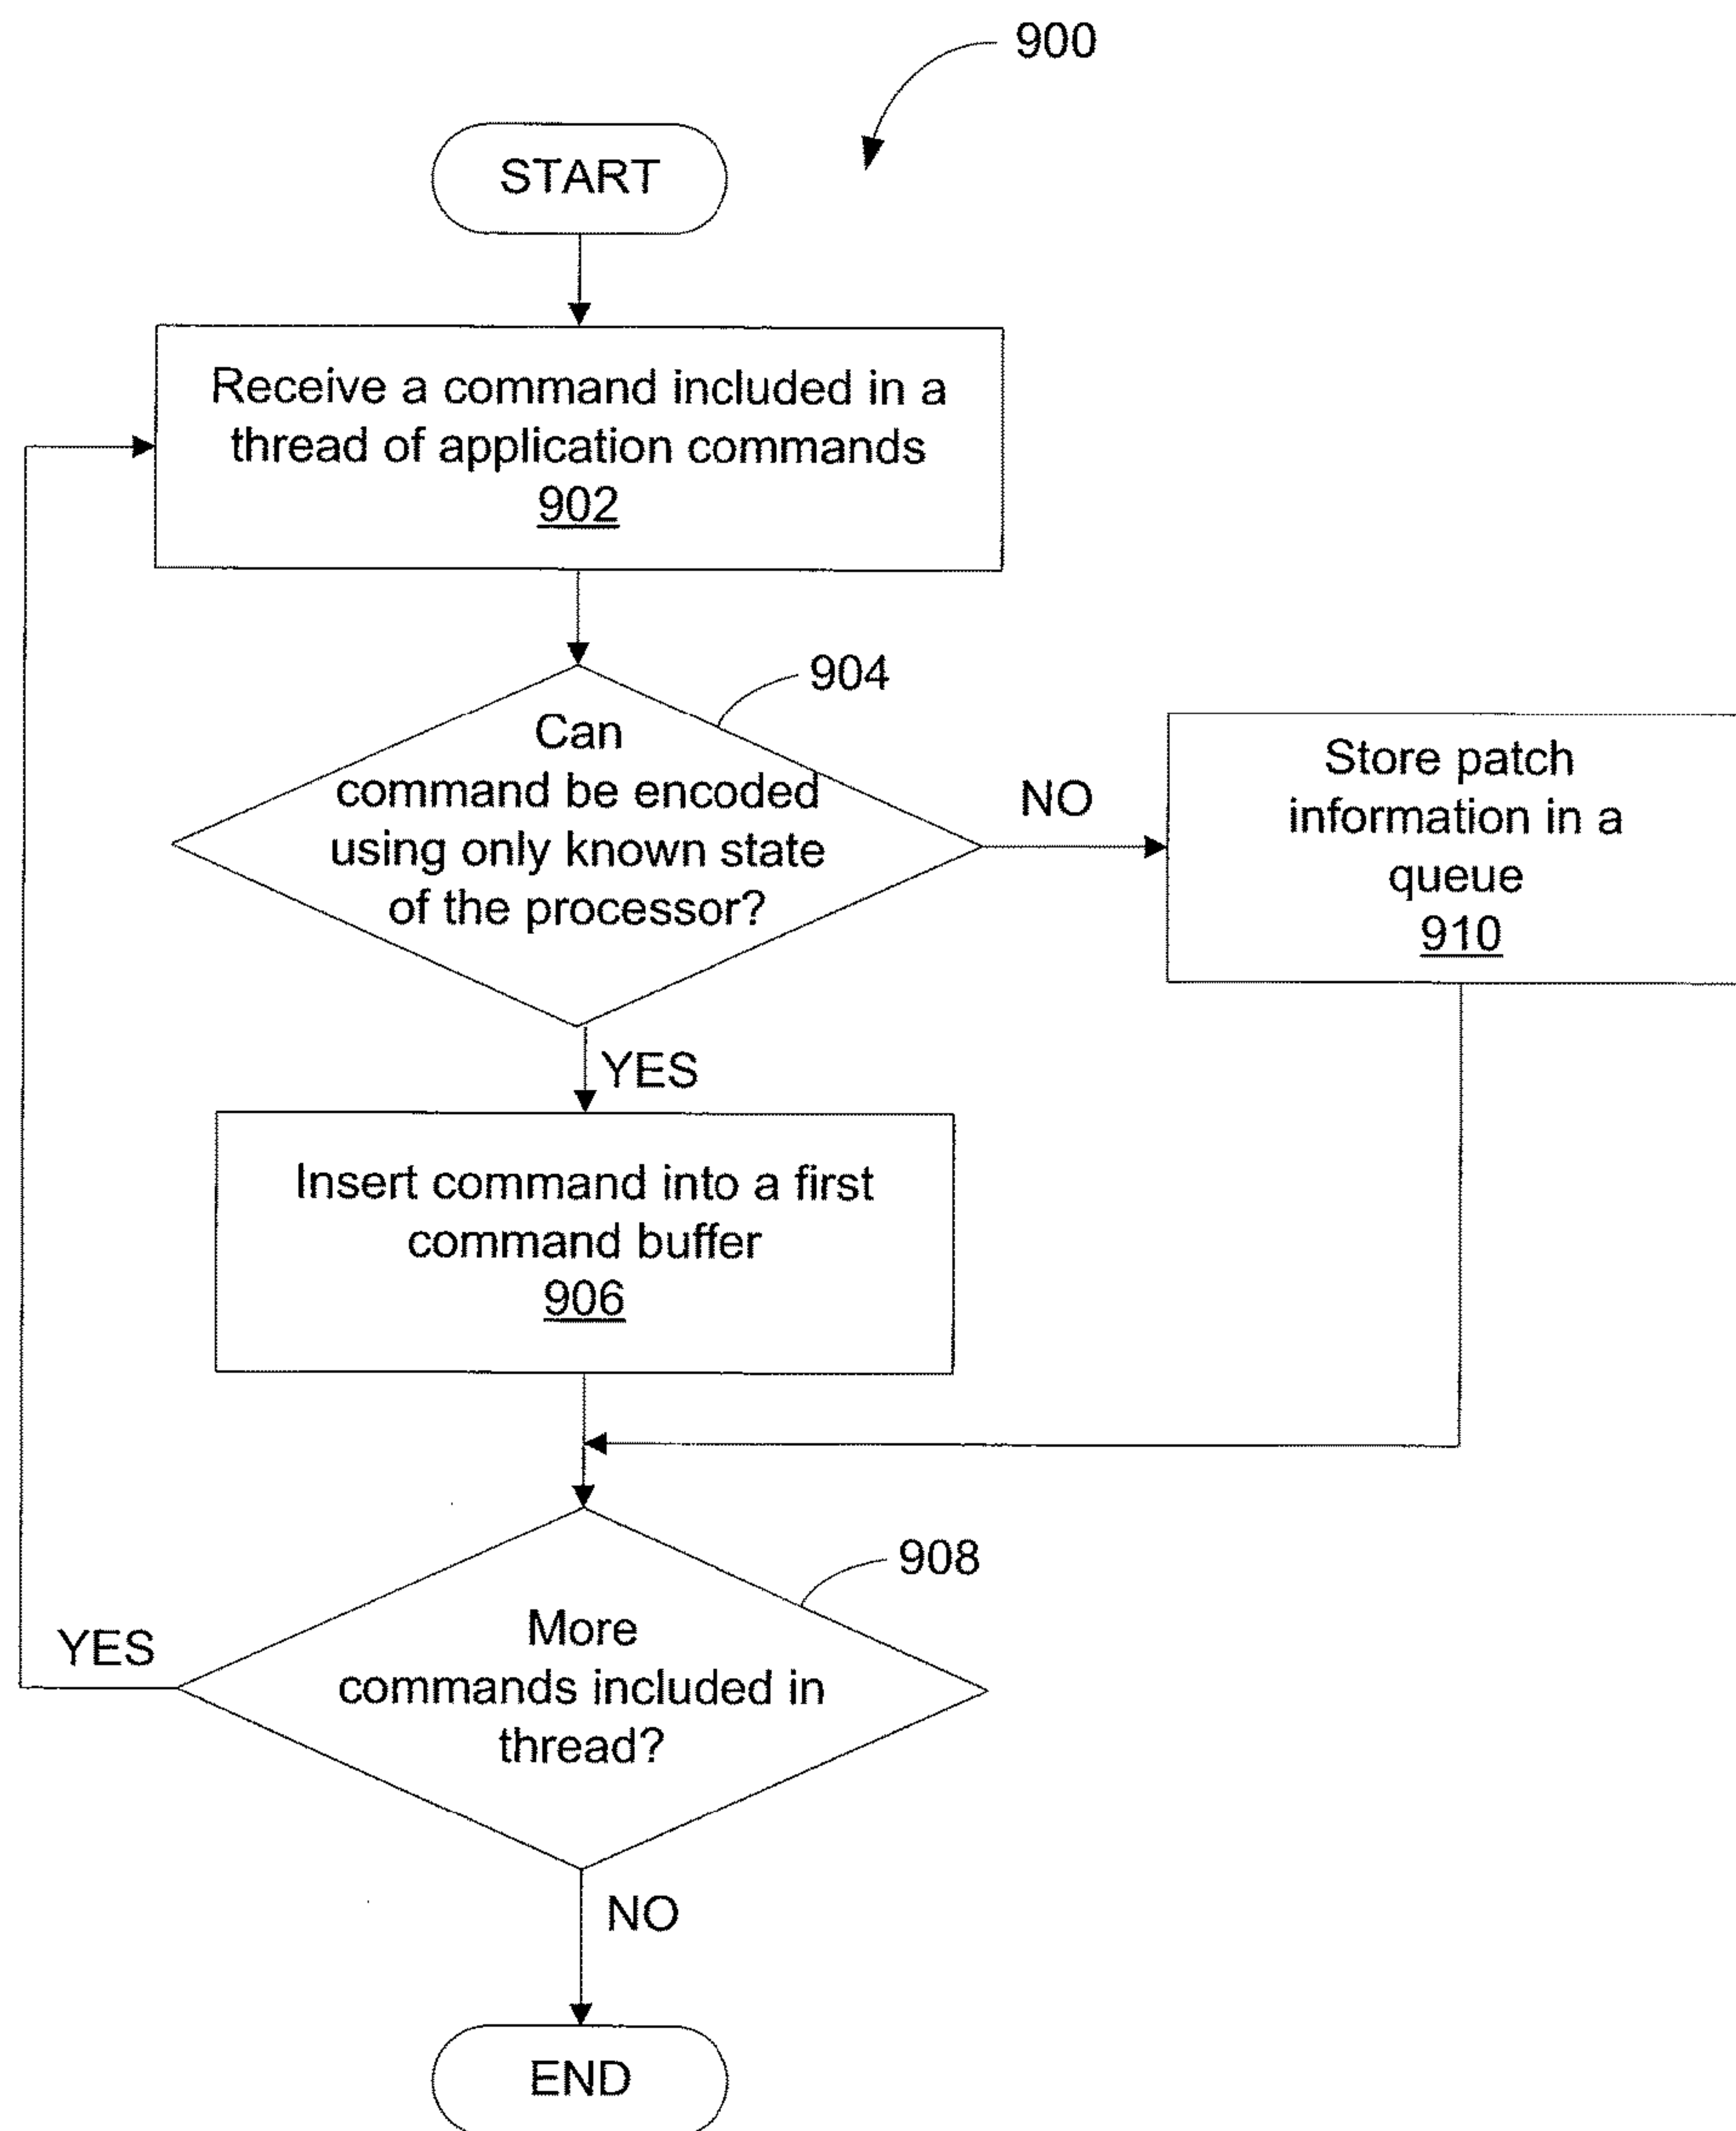 900
START
Receive a command included in a
thread of application commands
902
904
Can
command be encoded
using only known state
of the processor?
NO
Store patch
information in a
queue
910
YES
Insert command into a first
command buffer
906
908
More
commands included in
thread?
YES
NO
END